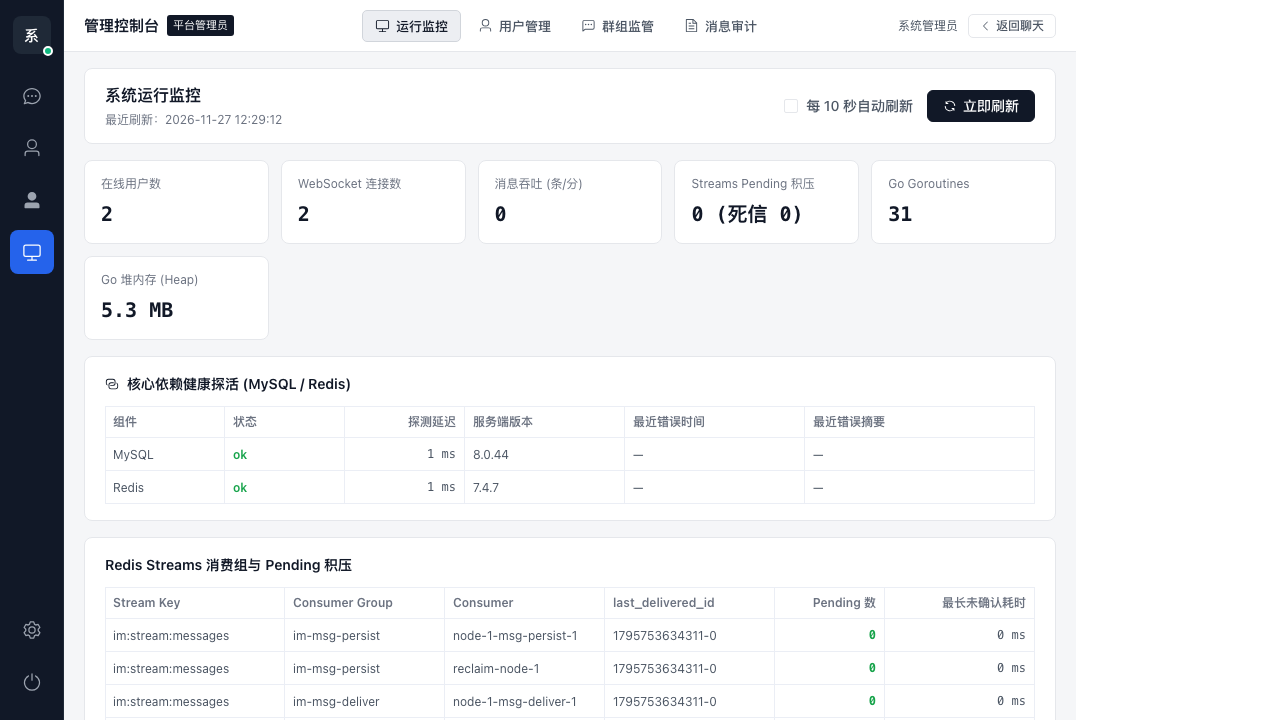 系
管理控制台 平台管理员 运行监控 用户管理 群组监管 消息审计 系统管理员 返回聊天
系统运行监控
最近刷新：2026-11-27 12:29:12
每 10 秒自动刷新 立即刷新
在线用户数 WebSocket 连接数 消息吞吐 (条/分) Streams Pending 积压 Go Goroutines
2 2 0 0 (死信 0) 31
Go 堆内存 (Heap)
5.3 MB
核心依赖健康探活 (MySQL / Redis)
组件 状态 探测延迟 服务端版本 最近错误时间 最近错误摘要
MySQL ok 1 ms 8.0.44 — —
Redis ok 1 ms 7.4.7 — —
Redis Streams 消费组与 Pending 积压
Stream Key Consumer Group Consumer last_delivered_id Pending 数 最长未确认耗时
im:stream:messages im-msg-persist node-1-msg-persist-1 1795753634311-0 0 0 ms
im:stream:messages im-msg-persist reclaim-node-1 1795753634311-0 0 0 ms
im:stream:messages im-msg-deliver node-1-msg-deliver-1 1795753634311-0 0 0 ms